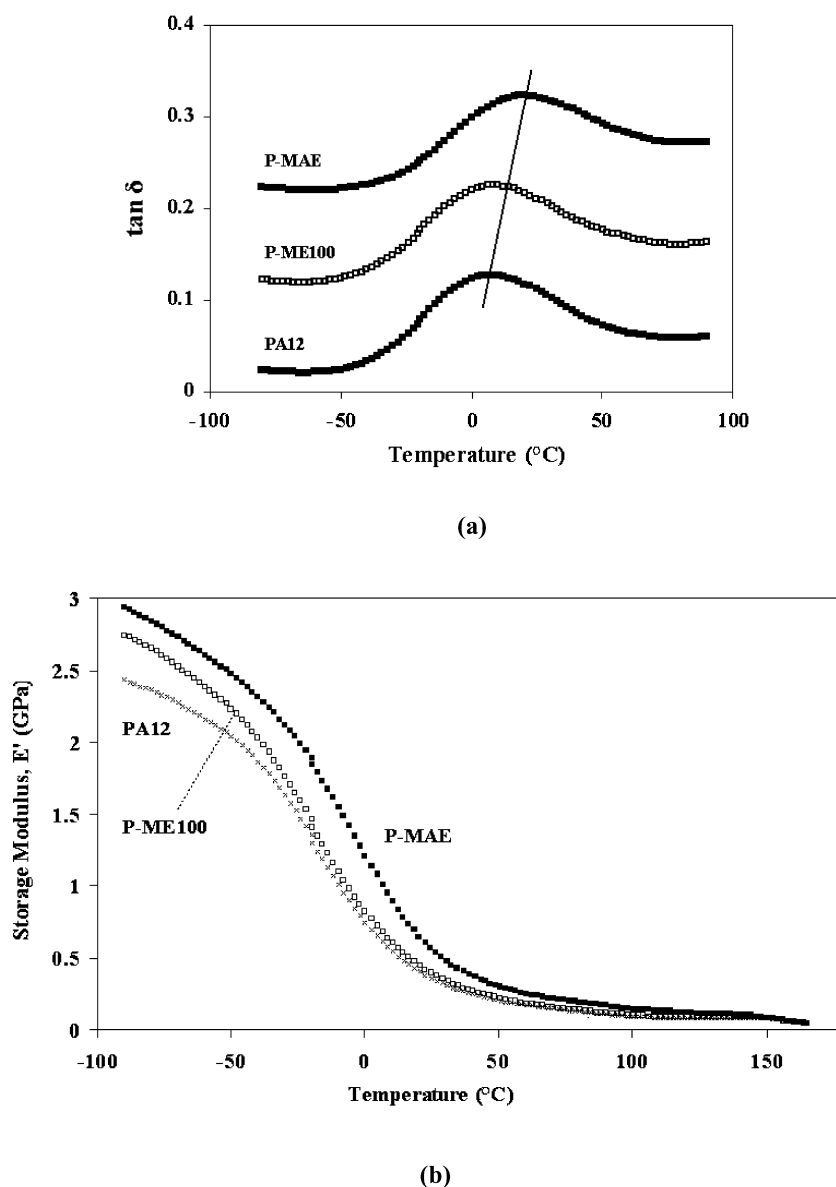 0.4
0.3
0.2
0.1
0
tan δ
P-MAE
P-ME100
PA12
-100 -50 0 50 100
Temperature (°C)
(a)
3
2.5
2
1.5
1
0.5
0
Storage Modulus, E' (GPa)
PA12
P-ME100
P-MAE
-100 -50 0 50 100 150
Temperature (°C)
(b)